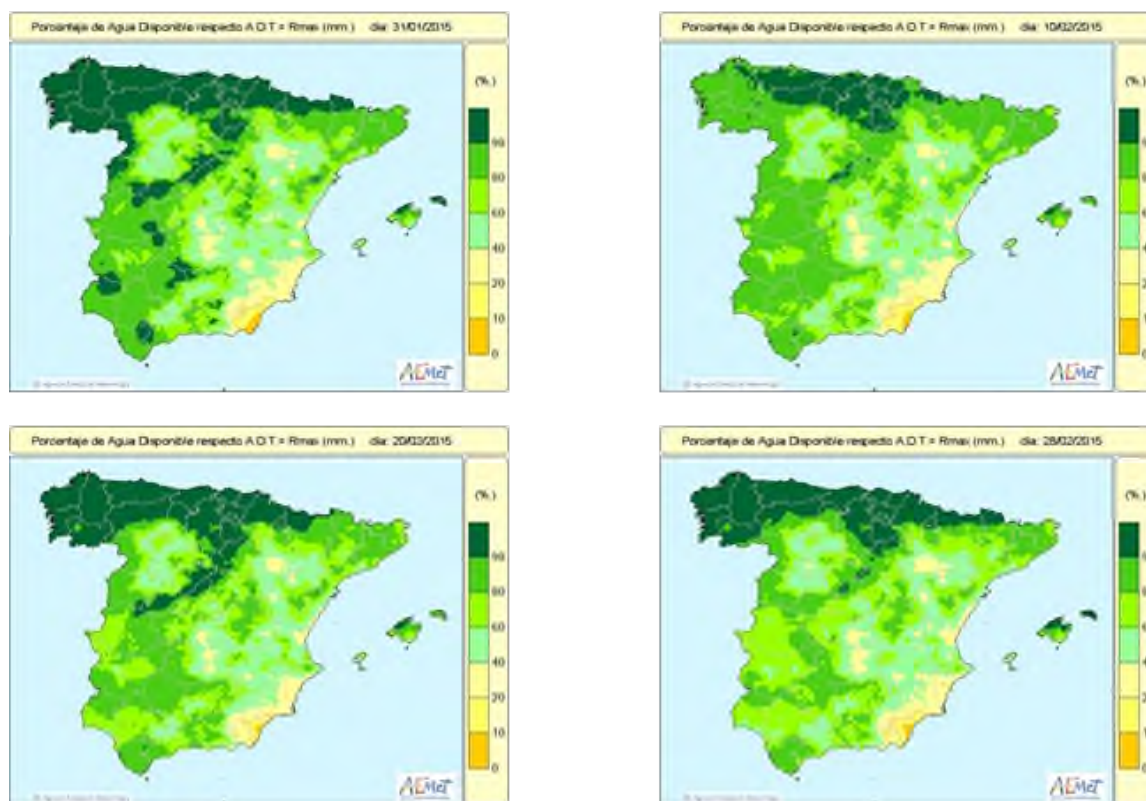 Porcentaje de Agua Disponible respecto A.D.T = Rmax (mm.) dia: 31/01/2015
(%.)
90
80
60
40
20
10
0
AEMet
Porcentaje de Agua Disponible respecto A.D.T = Rmax (mm.) dia: 10/02/2015
(%.)
AEMet
Porcentaje de Agua Disponible respecto A.D.T = Rmax (mm.) dia: 20/03/2015
(%.)
90
80
60
40
20
10
0
AEMet
Porcentaje de Agua Disponible respecto A.D.T = Rmax (mm.) dia: 28/02/2015
(%.)
AEMet